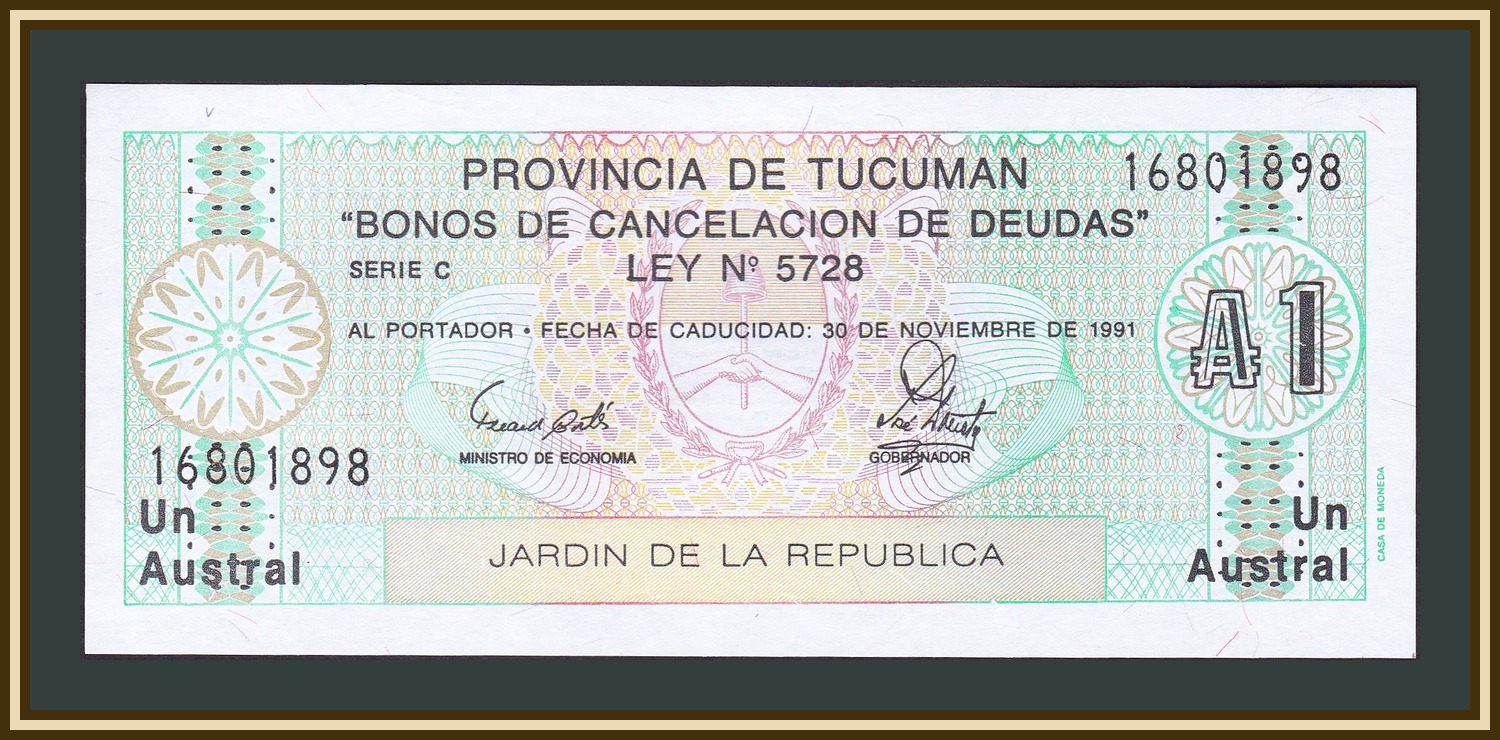 PROVINCIA DE TUCUMAN
16801898
“BONOS DE CANCELACION DE DEUDAS”
SERIE C
LEY Nº 5728
A1
AL PORTADOR • FECHA DE CADUCIDAD: 30 DE NOVIEMBRE DE 1991
MINISTRO DE ECONOMIA
GOBERNADOR
16801898
Un
Austral
Un
Austral
JARDIN DE LA REPUBLICA
CASA DE MONEDA